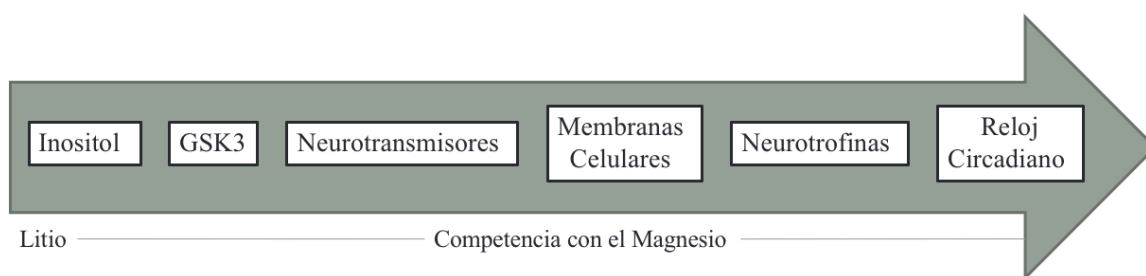 Inositol
GSK3
Neurotransmisores
Membranas
Celulares
Neurotrofinas
Reloj
Circadiano
Litio
Competencia con el Magnesio